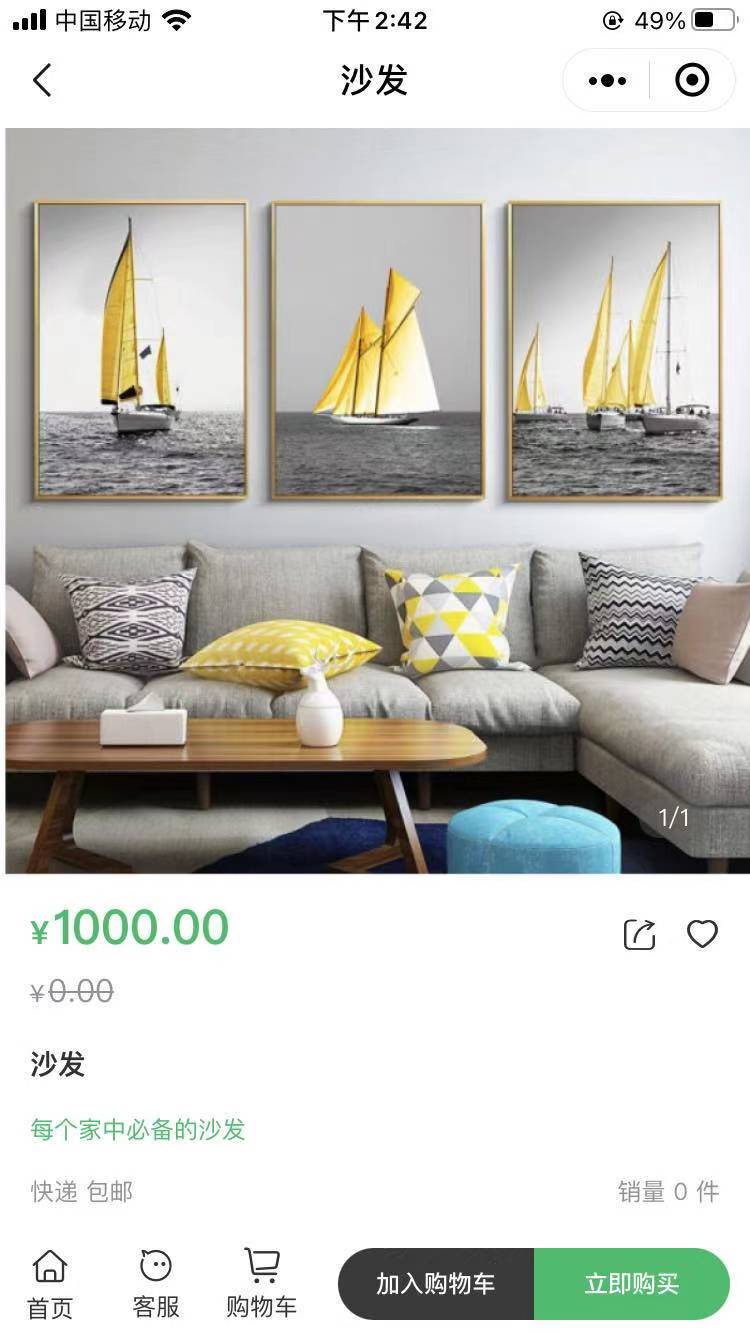 中国移动 下午2:42 49%
沙发
1/1
¥1000.00
¥0.00
沙发
每个家中必备的沙发
快递 包邮 销量 0 件
首页 客服 购物车 加入购物车 立即购买